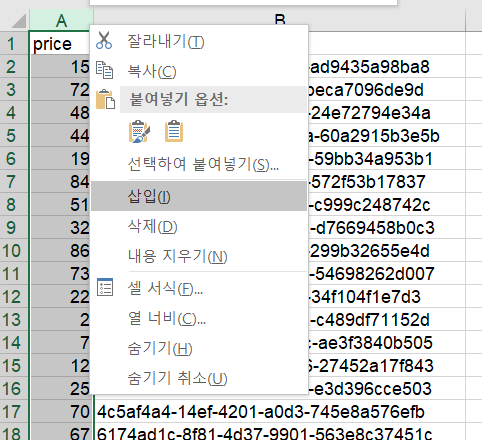 A B
1 price 잘라내기(T)
2 15 복사(C) ad9435a98ba8
3 72 붙여넣기 옵션: beca7096de9d
4 48 -24e72794e34a
5 44 a-60a2915b3e5b
6 19 선택하여 붙여넣기(S)... -59bb34a953b1
7 84 삽입(I) -572f53b17837
8 51 -c999c248742c
9 32 삭제(D) -d7669458b0c3
10 86 내용 지우기(N) 299b32655e4d
11 73 셀 서식(F)... -54698262d007
12 22 -34f104f1e7d3
13 2 열 너비(C)... -c489df71152d
14 7 숨기기(H) -ae3f3840b505
15 12 숨기기 취소(U) -27452a17f843
16 25 -e3d396cce503
17 70 4c5af4a4-14ef-4201-a0d3-745e8a576efb
18 67 6174ad1c-8f81-4d37-9901-563e8c37451c